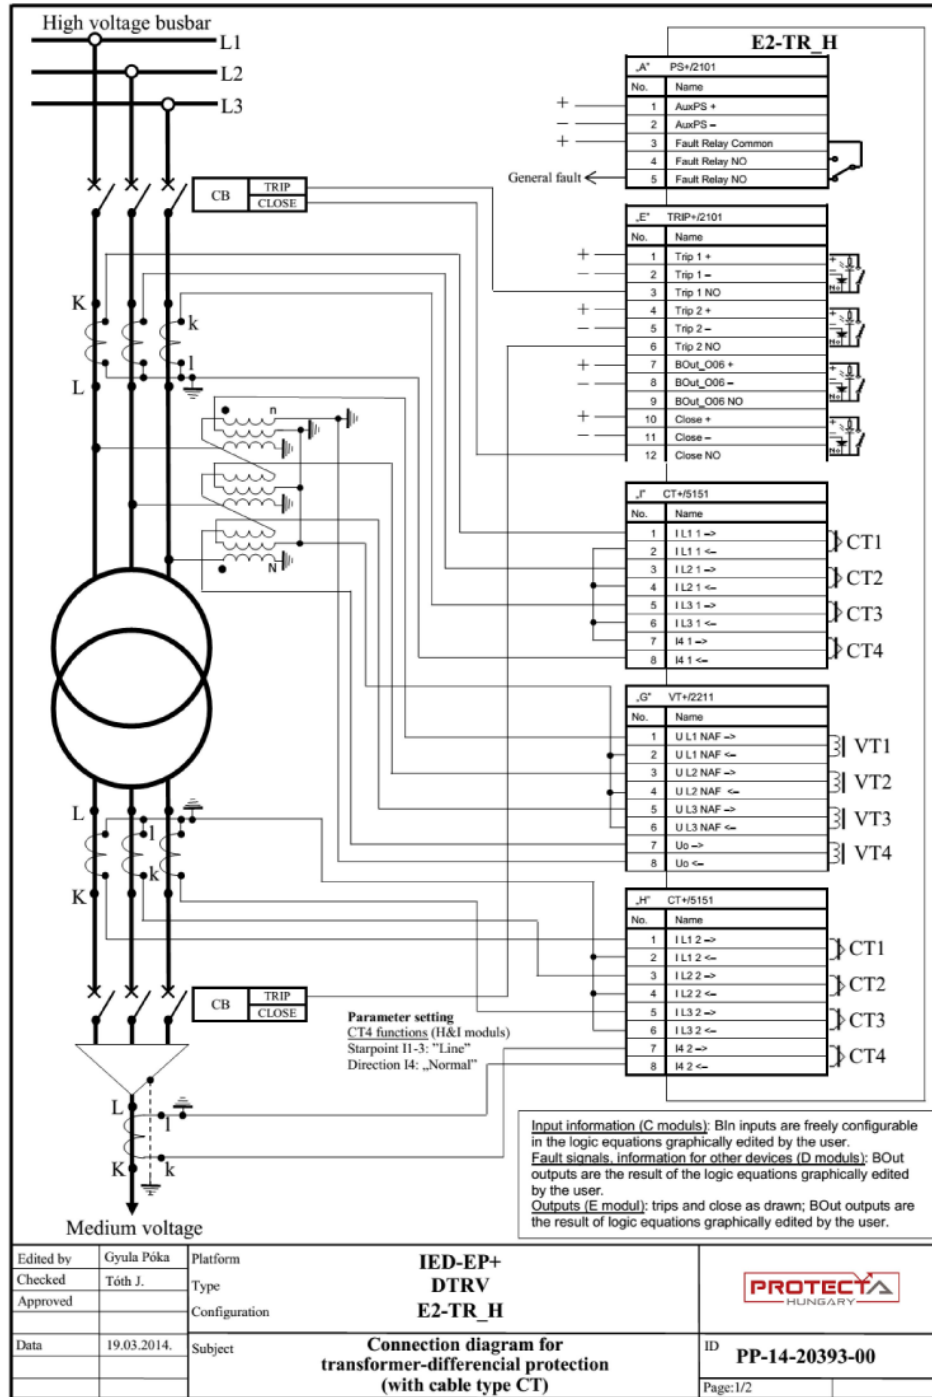 High voltage busbar
L1
L2
L3
E2-TR_H
„A" PS+/2101
No. Name
1 AuxPS +
2 AuxPS –
3 Fault Relay Common
4 Fault Relay NO
5 Fault Relay NO
+
–
+
General fault
CB TRIP
CLOSE
„E" TRIP+/2101
No. Name
1 Trip 1 +
2 Trip 1 –
3 Trip 1 NO
4 Trip 2 +
5 Trip 2 –
6 Trip 2 NO
7 BOut_O06 +
8 BOut_O06 –
9 BOut_O06 NO
10 Close +
11 Close –
12 Close NO
+
–
+
–
+
–
+
–
K
k
L
l
n
N
„I" CT+/5151
No. Name
1 I L1 1 –>
2 I L1 1 <–
3 I L2 1 –>
4 I L2 1 <–
5 I L3 1 –>
6 I L3 1 <–
7 I4 1 –>
8 I4 1 <–
CT1
CT2
CT3
CT4
„G" VT+/2211
No. Name
1 U L1 NAF –>
2 U L1 NAF <–
3 U L2 NAF –>
4 U L2 NAF <–
5 U L3 NAF –>
6 U L3 NAF <–
7 Uo –>
8 Uo <–
VT1
VT2
VT3
VT4
L
l
k
K
„H" CT+/5151
No. Name
1 I L1 2 –>
2 I L1 2 <–
3 I L2 2 –>
4 I L2 2 <–
5 I L3 2 –>
6 I L3 2 <–
7 I4 2 –>
8 I4 2 <–
CT1
CT2
CT3
CT4
CB TRIP
CLOSE
Parameter setting
CT4 functions (H&I moduls)
Starpoint I1-3: "Line"
Direction I4: „Normal"
L
l
K
k
Medium voltage
Input information (C moduls): BIn inputs are freely configurable
in the logic equations graphically edited by the user.
Fault signals, information for other devices (D moduls): BOut
outputs are the result of the logic equations graphically edited
by the user.
Outputs (E modul): trips and close as drawn; BOut outputs are
the result of logic equations graphically edited by the user.
Edited by Gyula Póka
Checked Tóth J.
Approved
Data 19.03.2014.
Platform IED-EP+
Type DTRV
Configuration E2-TR_H
Subject Connection diagram for
transformer-differencial protection
(with cable type CT)
PROTECTA
HUNGARY
ID PP-14-20393-00
Page:1/2